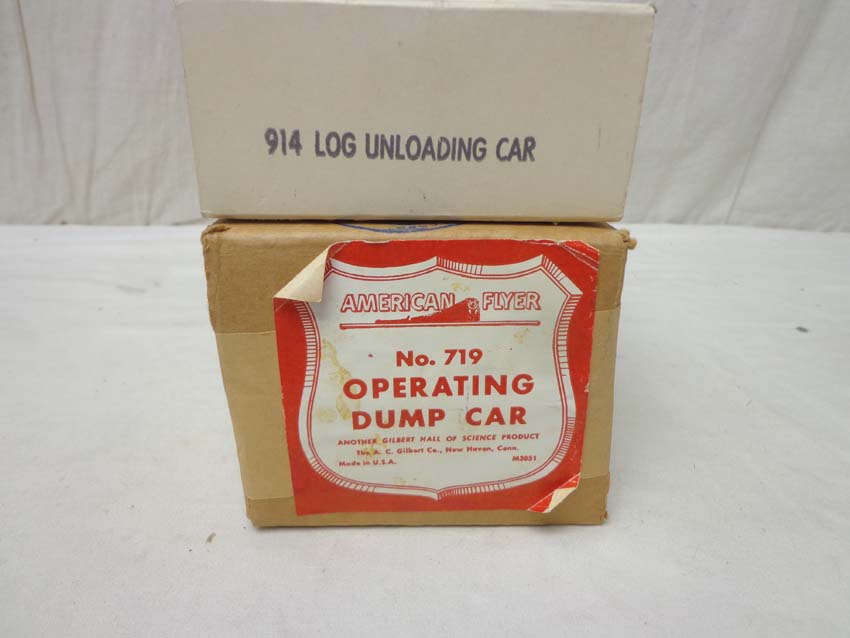 914 LOG UNLOADING CAR
AMERICAN FLYER
No. 719
OPERATING
DUMP CAR
ANOTHER GILBERT HALL OF SCIENCE PRODUCT
The A. C. Gilbert Co., New Haven, Conn.
Made in U.S.A. M3051